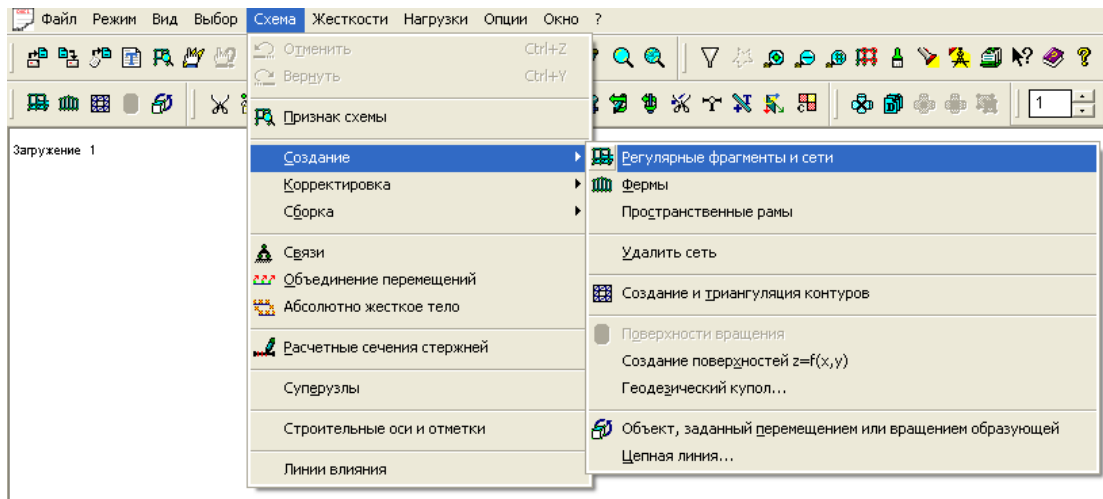 Файл Режим Вид Выбор Схема Жесткости Нагрузки Опции Окно ?
Отменить Ctrl+Z
Вернуть Ctrl+Y
Признак схемы
1
Загружение 1
Создание
Корректировка
Сборка
Связи
Объединение перемещений
Абсолютно жесткое тело
Расчетные сечения стержней
Суперузлы
Строительные оси и отметки
Линии влияния
Регулярные фрагменты и сети
Фермы
Пространственные рамы
Удалить сеть
Создание и триангуляция контуров
Поверхности вращения
Создание поверхностей z=f(x,y)
Геодезический купол...
Объект, заданный перемещением или вращением образующей
Цепная линия...